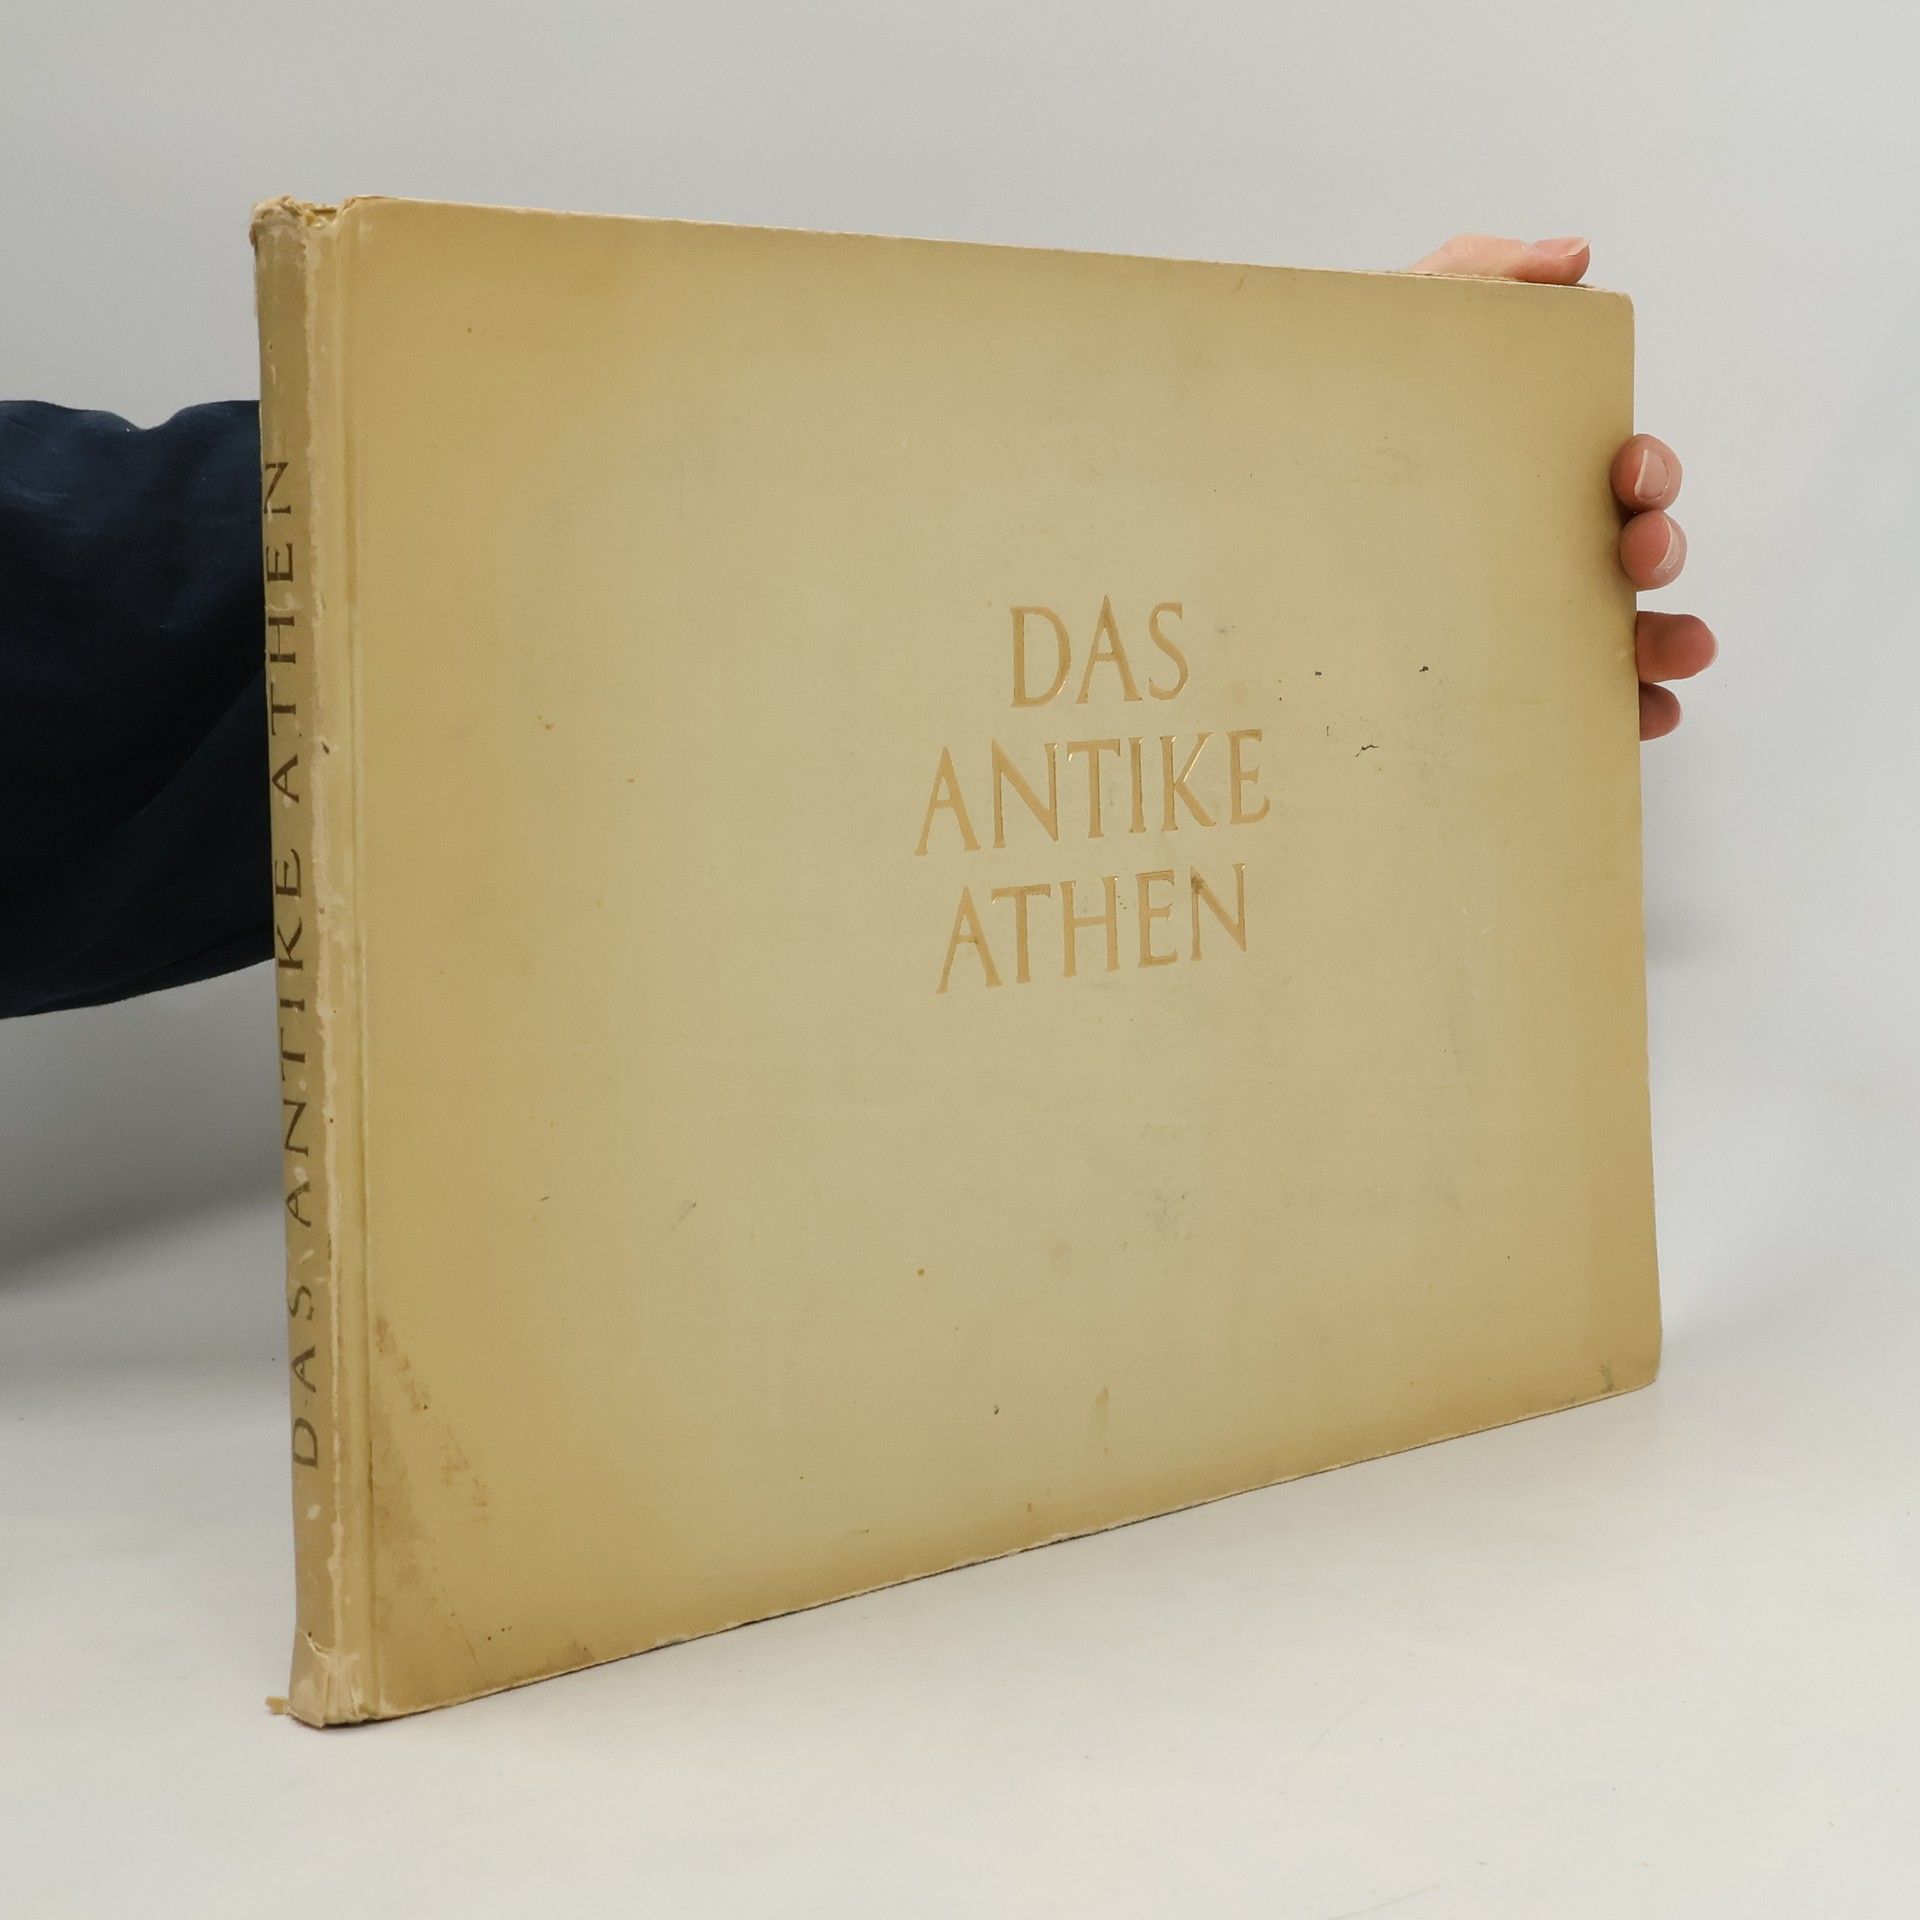 DAS ANTIKE ATHEN
DAS
ANTIKE
ATHEN